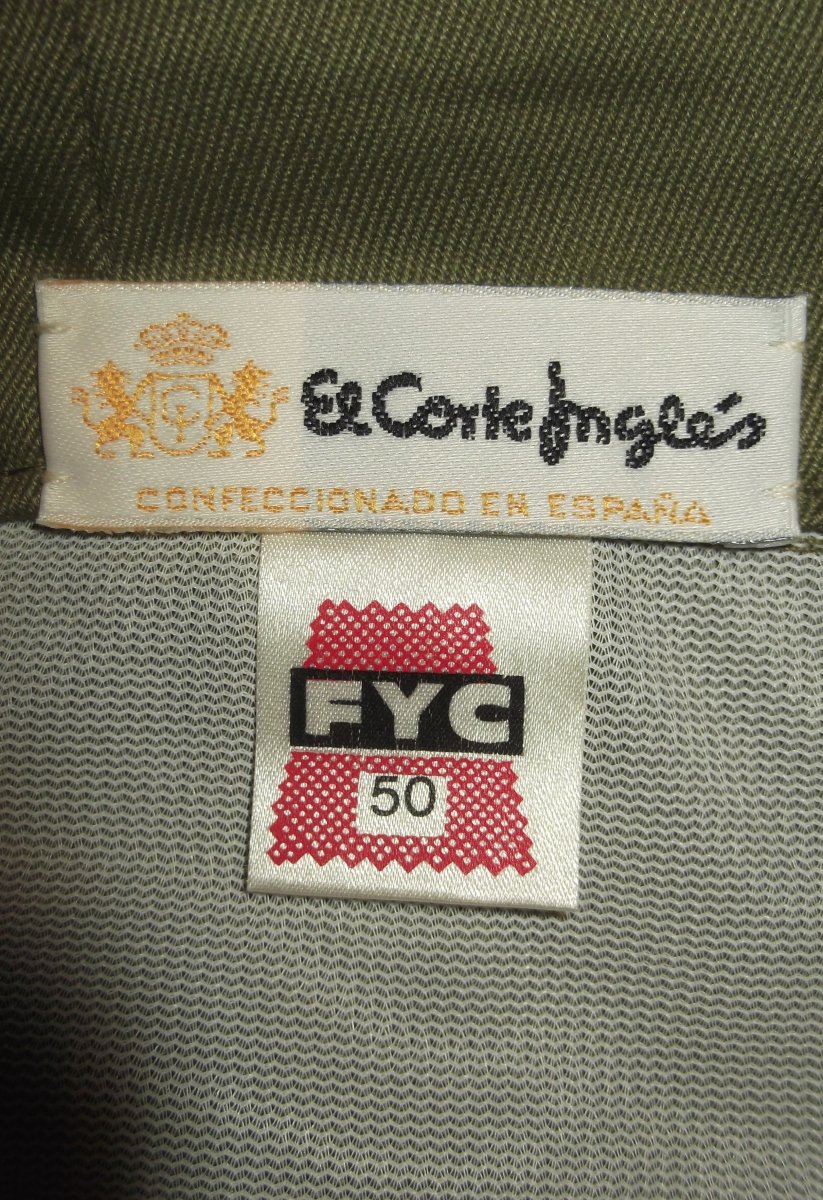 El Corte Inglés
CONFECCIONADO EN ESPAÑA
FYC
50